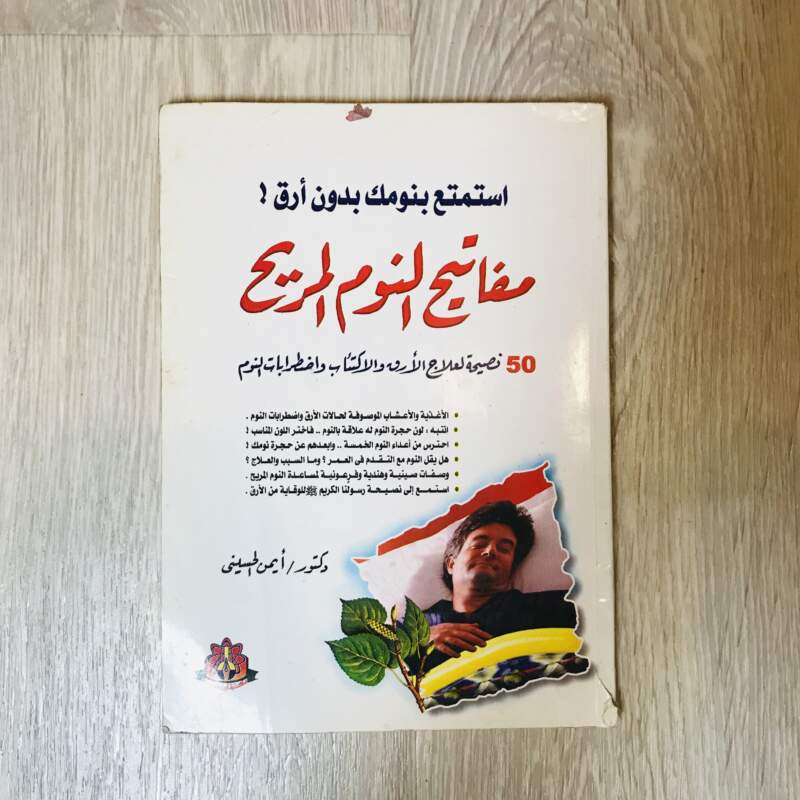 استمتع بنومك بدون أرق !
مفاتيح النوم المريح
50 نصيحة لعلاج الأرق والاكتئاب واضطرابات النوم
• الأغذية والأعشاب الموصوفة لحالات الأرق واضطرابات النوم .
• انتبه ، لون حجرة النوم له علاقة بالنوم .. فاختر اللون المناسب !
• احترس من أعداء النوم الخمسة .. وابعدهم عن حجرة نومك !
• هل يقل النوم مع التقدم فى العمر ؟ وما السبب والعلاج ؟
• وصفات صينية وهندية وفرعونية لمساعدة النوم المريح .
• استمع إلى نصيحة رسولنا الكريم ﷺ للوقاية من الأرق .
دكتور / أيمن الحسينى